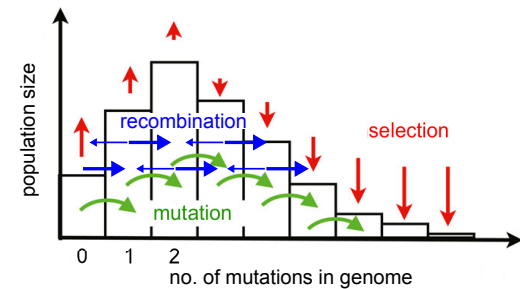 population size
recombination
selection
mutation
0 1 2
no. of mutations in genome